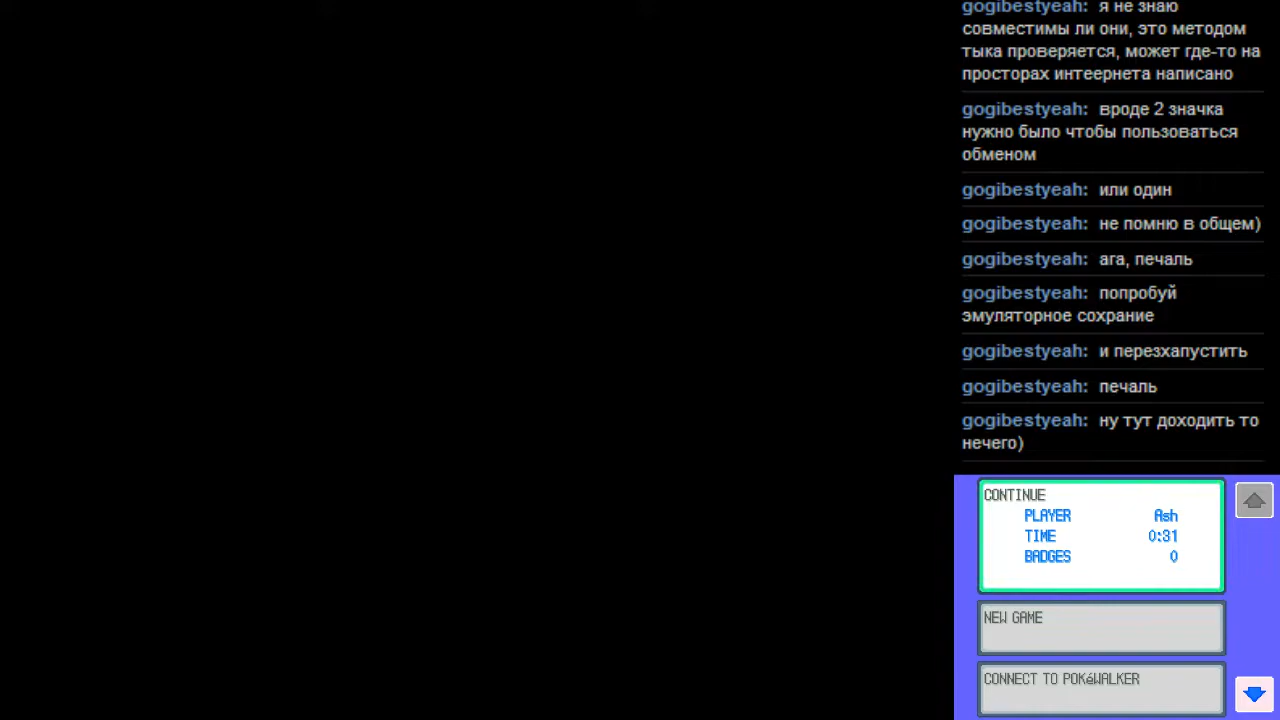 gogibestyeah: я не знаю
совместимы ли они, это методом
тыка проверяется, может где-то на
просторах интеернета написано
gogibestyeah: вроде 2 значка
нужно было чтобы пользоваться
обменом
gogibestyeah: или один
gogibestyeah: не помню в общем)
gogibestyeah: ага, печаль
gogibestyeah: попробуй
эмуляторное сохрание
gogibestyeah: и перезхапустить
gogibestyeah: печаль
gogibestyeah: ну тут доходить то
нечего)
CONTINUE
PLAYER Ash
TIME 0:31
BADGES 0
NEW GAME
CONNECT TO POKéWALKER